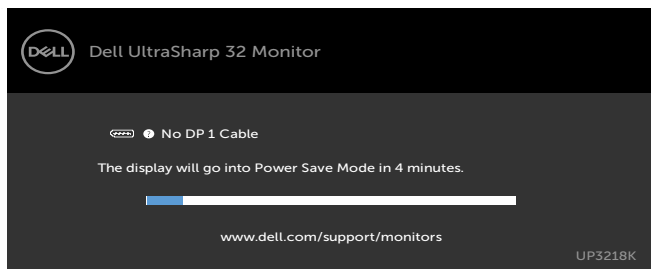 DELL
Dell UltraSharp 32 Monitor
? No DP 1 Cable
The display will go into Power Save Mode in 4 minutes.
www.dell.com/support/monitors
UP3218K